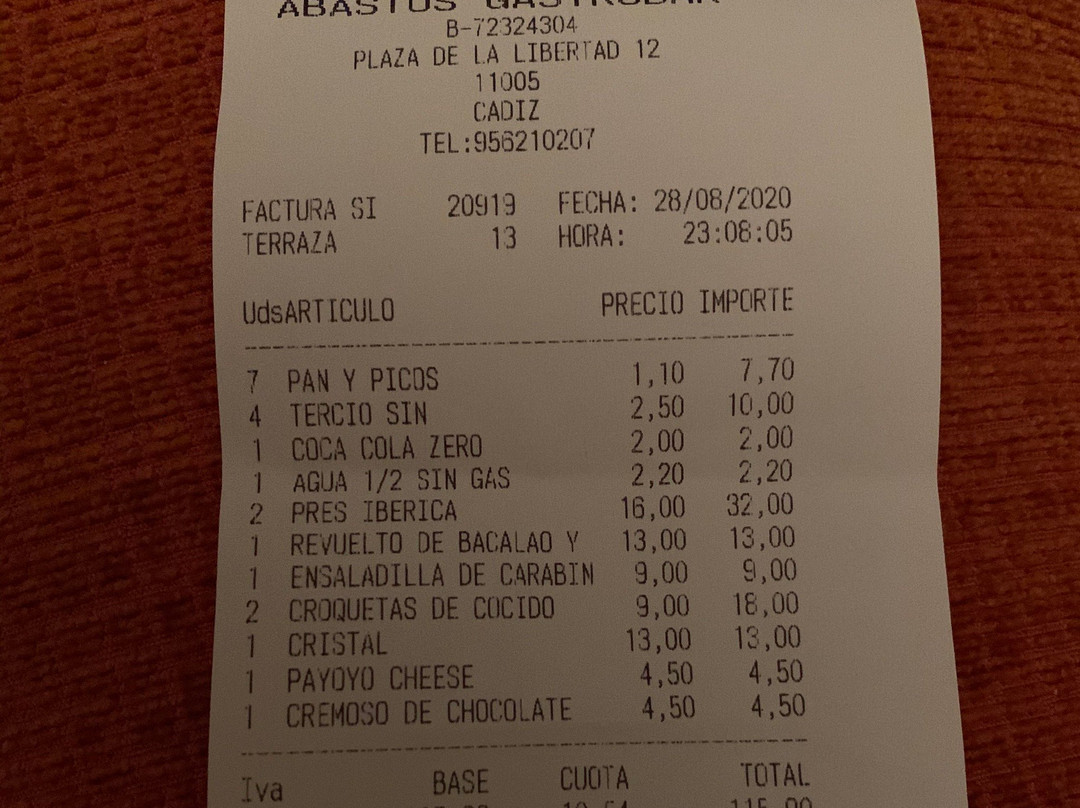 ABASTOS GASTROBAR
B-72324304
PLAZA DE LA LIBERTAD 12
11005
CADIZ
TEL:956210207
FACTURA SI 20919 FECHA: 28/08/2020
TERRAZA 13 HORA: 23:08:05
UdsARTICULO PRECIO IMPORTE
7 PAN Y PICOS 1,10 7,70
4 TERCIO SIN 2,50 10,00
1 COCA COLA ZERO 2,00 2,00
1 AGUA 1/2 SIN GAS 2,20 2,20
2 PRES IBERICA 16,00 32,00
1 REVUELTO DE BACALAO Y 13,00 13,00
1 ENSALADILLA DE CARABIN 9,00 9,00
2 CROQUETAS DE COCIDO 9,00 18,00
1 CRISTAL 13,00 13,00
1 PAYOYO CHEESE 4,50 4,50
1 CREMOSO DE CHOCOLATE 4,50 4,50
Iva BASE CUOTA TOTAL